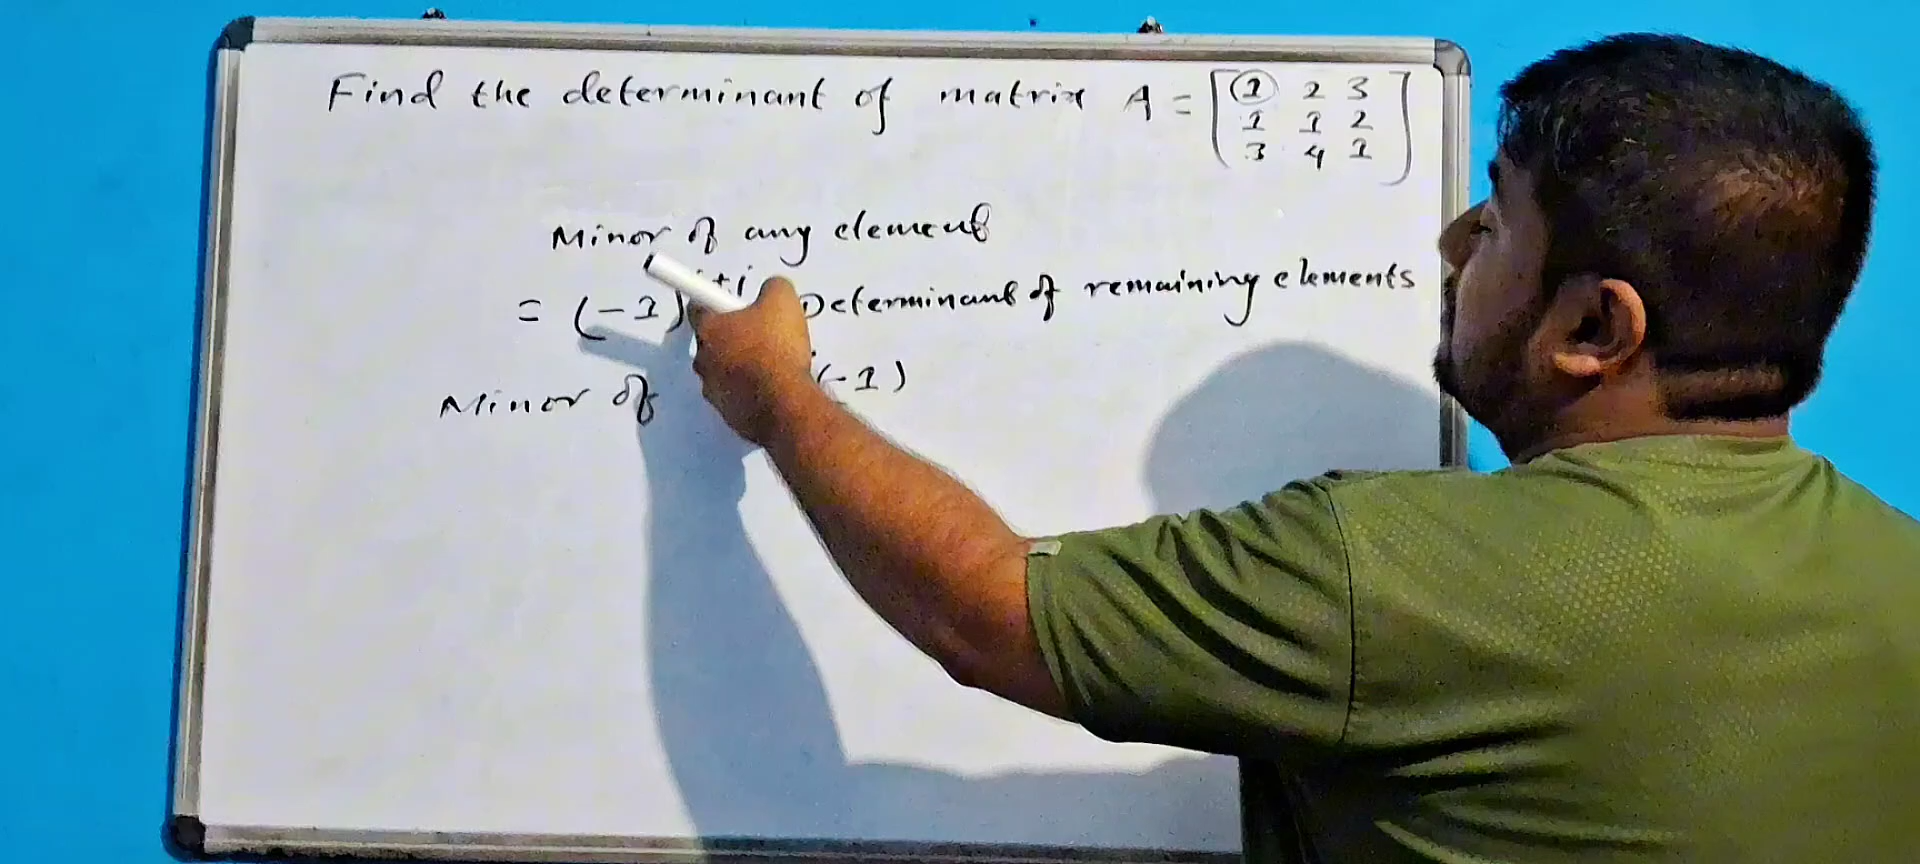 Find the determinant of matrix A = [1 2 3
1 1 2
3 4 1]
Minor of any element
= (-1)^i+j Determinant of remaining elements
Minor of (-1)